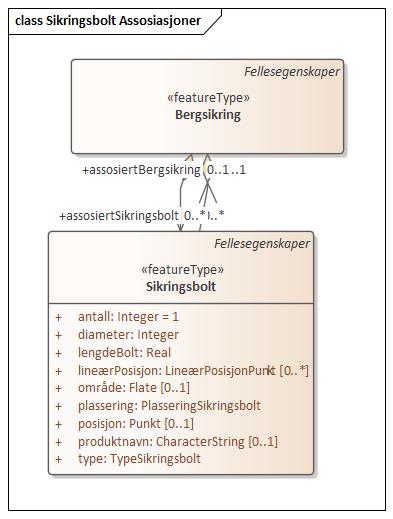 class Sikringsbolt Assosiasjoner
Fellesegenskaper
«featureType»
Bergsikring
+assosiertBergsikring 0..1 ..1
+assosiertSikringsbolt 0..* ..*
Fellesegenskaper
«featureType»
Sikringsbolt
+ antall: Integer = 1
+ diameter: Integer
+ lengdeBolt: Real
+ lineærPosisjon: LineærPosisjonPunkt [0..*]
+ område: Flate [0..1]
+ plassering: PlasseringSikringsbolt
+ posisjon: Punkt [0..1]
+ produktnavn: CharacterString [0..1]
+ type: TypeSikringsbolt